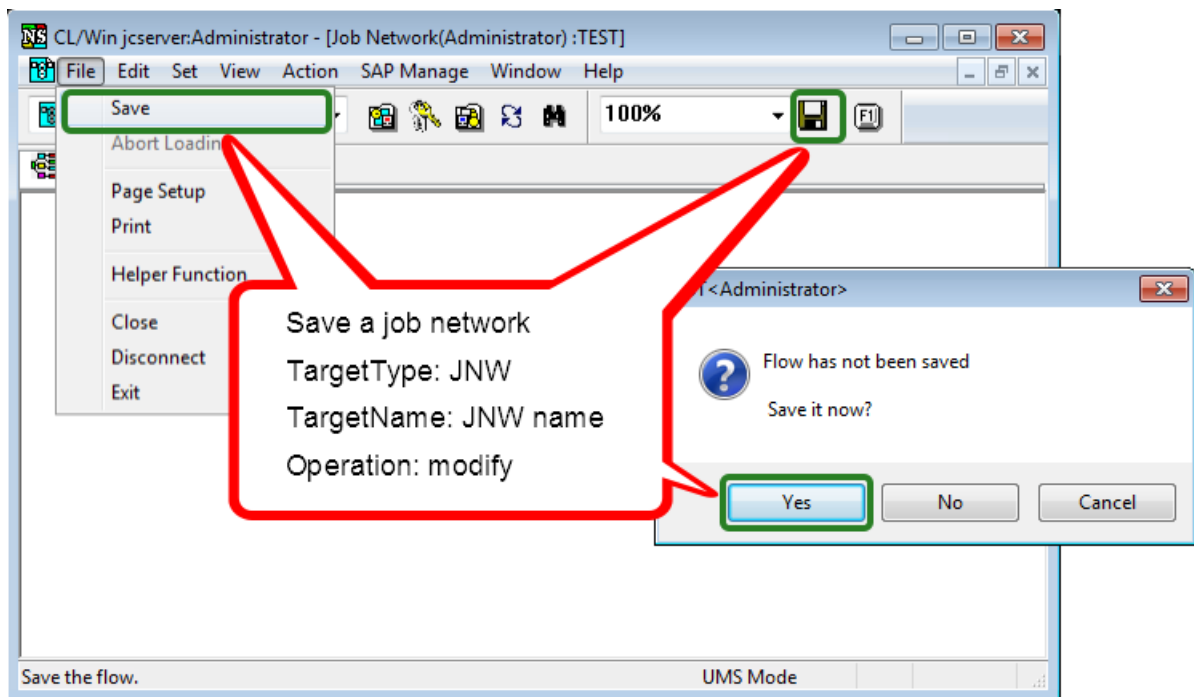 NS CL/Win jcserver:Administrator - [Job Network(Administrator) :TEST]
File Edit Set View Action SAP Manage Window Help
Save
100%
F1
Abort Loadin
Page Setup
Print
Helper Function
Close
Disconnect
Exit
Save a job network
TargetType: JNW
TargetName: JNW name
Operation: modify
T<Administrator>
Flow has not been saved
Save it now?
Yes No Cancel
Save the flow. UMS Mode